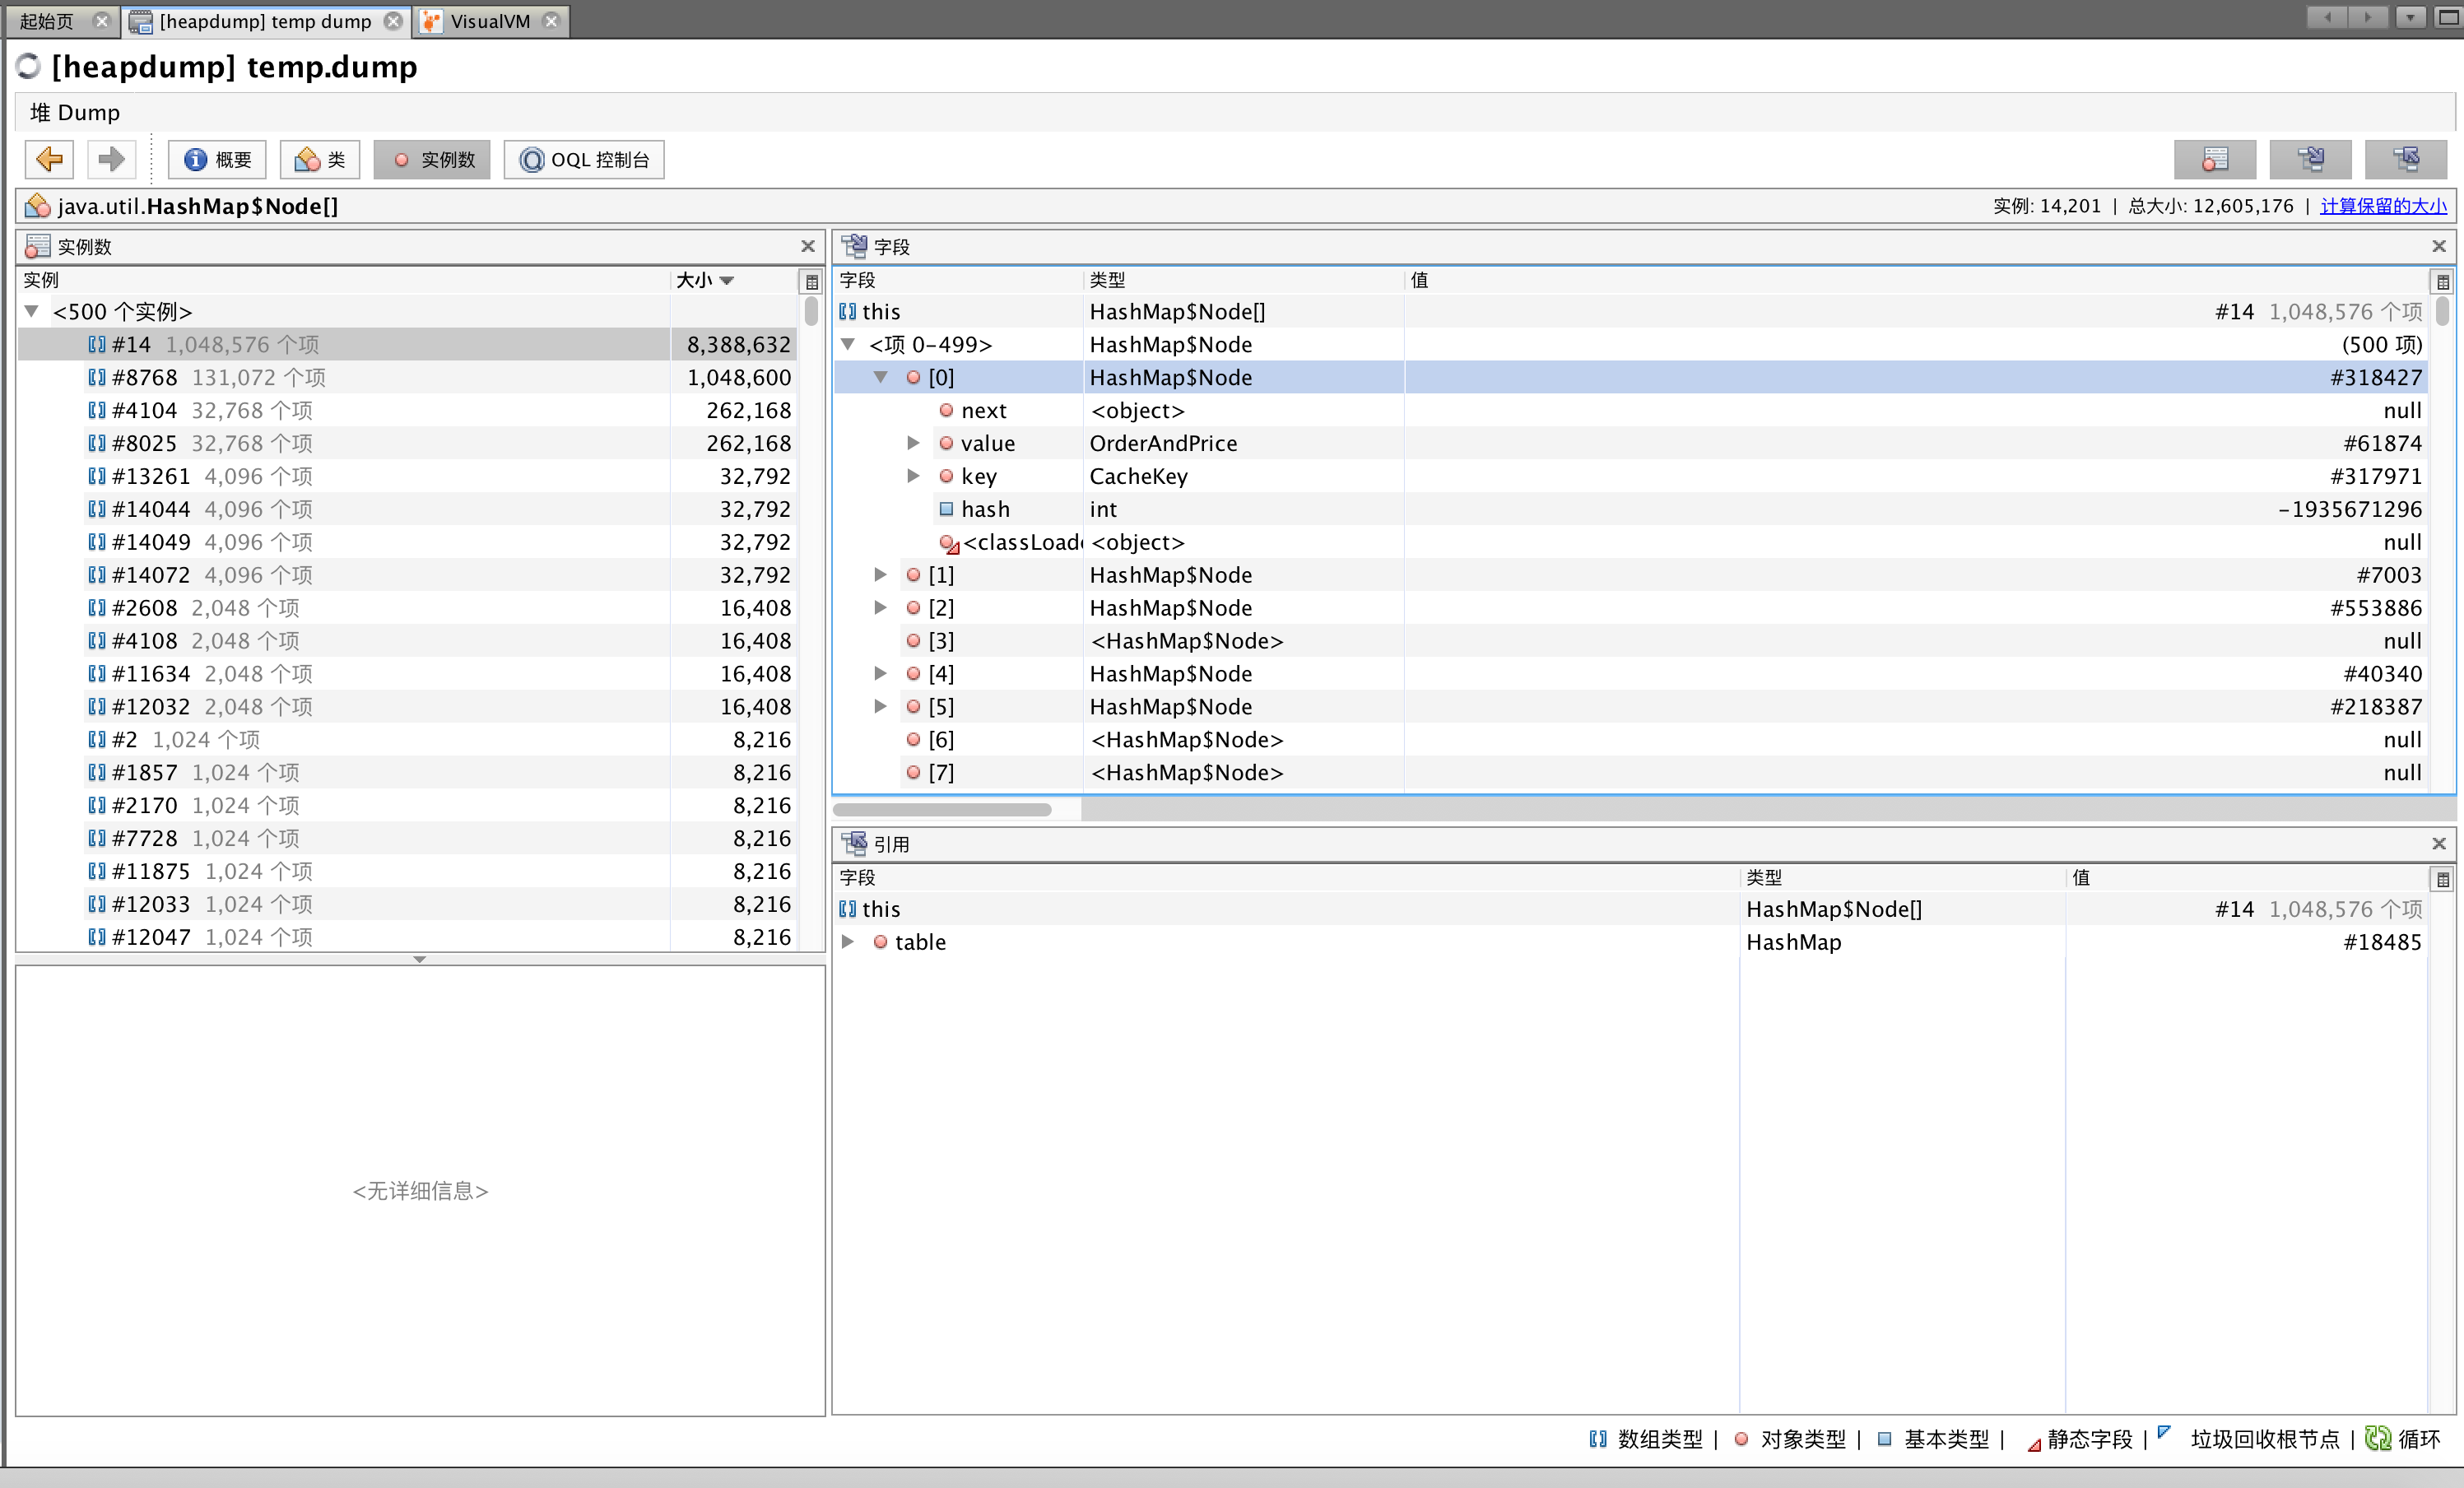 起始页 [heapdump] temp dump VisualVM
[heapdump] temp.dump
堆 Dump
概要 类 实例数 OQL 控制台
java.util.HashMap$Node[] 实例: 14,201 | 总大小: 12,605,176 | 计算保留的大小
实例数
实例 大小
<500 个实例>
#14 1,048,576 个项 8,388,632
#8768 131,072 个项 1,048,600
#4104 32,768 个项 262,168
#8025 32,768 个项 262,168
#13261 4,096 个项 32,792
#14044 4,096 个项 32,792
#14049 4,096 个项 32,792
#14072 4,096 个项 32,792
#2608 2,048 个项 16,408
#4108 2,048 个项 16,408
#11634 2,048 个项 16,408
#12032 2,048 个项 16,408
#2 1,024 个项 8,216
#1857 1,024 个项 8,216
#2170 1,024 个项 8,216
#7728 1,024 个项 8,216
#11875 1,024 个项 8,216
#12033 1,024 个项 8,216
#12047 1,024 个项 8,216
<无详细信息>
字段
字段 类型 值
this HashMap$Node[] #14 1,048,576 个项
<项 0-499> HashMap$Node (500 项)
[0] HashMap$Node #318427
next <object> null
value OrderAndPrice #61874
key CacheKey #317971
hash int -1935671296
<classLoad <object> null
[1] HashMap$Node #7003
[2] HashMap$Node #553886
[3] <HashMap$Node> null
[4] HashMap$Node #40340
[5] HashMap$Node #218387
[6] <HashMap$Node> null
[7] <HashMap$Node> null
引用
字段 类型 值
this HashMap$Node[] #14 1,048,576 个项
table HashMap #18485
数组类型 | 对象类型 | 基本类型 | 静态字段 | 垃圾回收根节点 | 循环